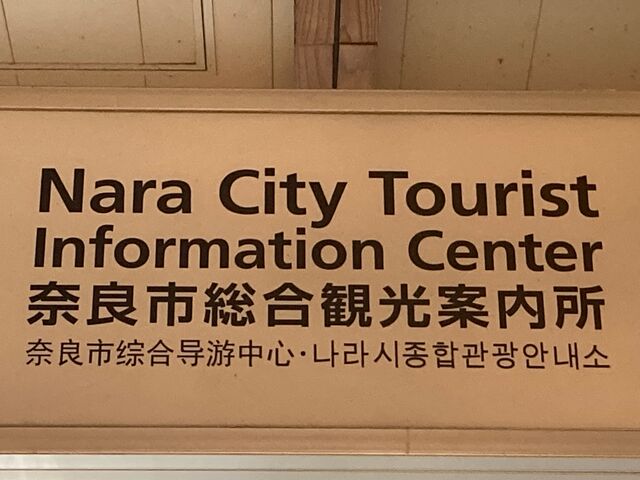 Nara City Tourist
Information Center
奈良市総合観光案内所
奈良市综合导游中心·나라시종합관광안내소